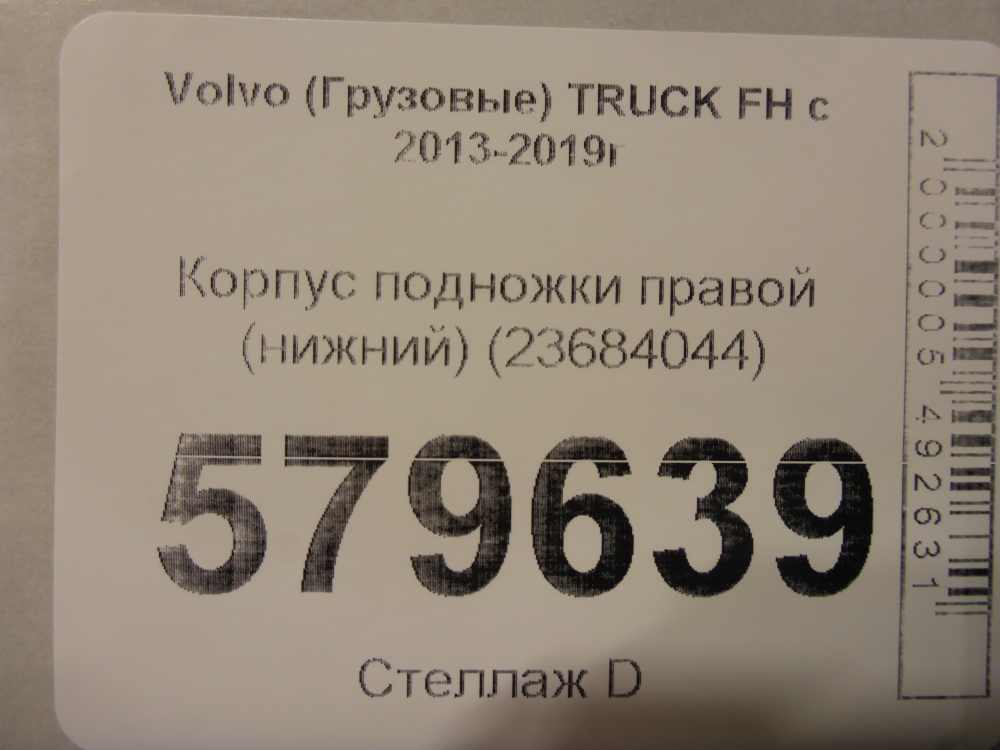 Volvo (Грузовые) TRUCK FH с
2013-2019г
Корпус подножки правой
(нижний) (23684044)
579639
Стеллаж D
2000005492631